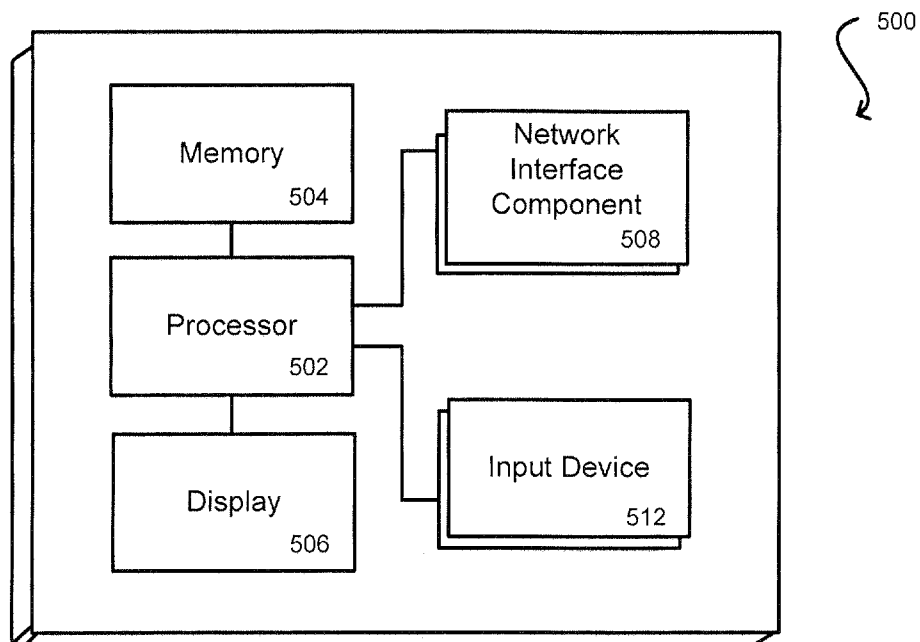 500
Memory
504
Network
Interface
Component
508
Processor
502
Input Device
512
Display
506